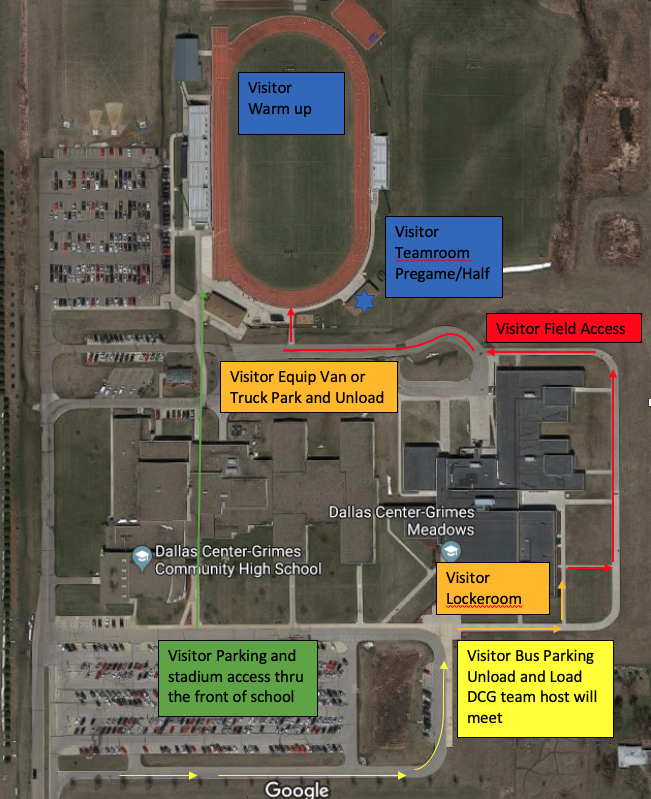 Visitor
Warm up
Visitor
Teamroom
Pregame/Half
Visitor Field Access
Visitor Equip Van or
Truck Park and Unload
Dallas Center-Grimes
Meadows
Dallas Center-Grimes
Community High School
Visitor
Lockeroom
Visitor Parking and
stadium access thru
the front of school
Visitor Bus Parking
Unload and Load
DCG team host will
meet
Google